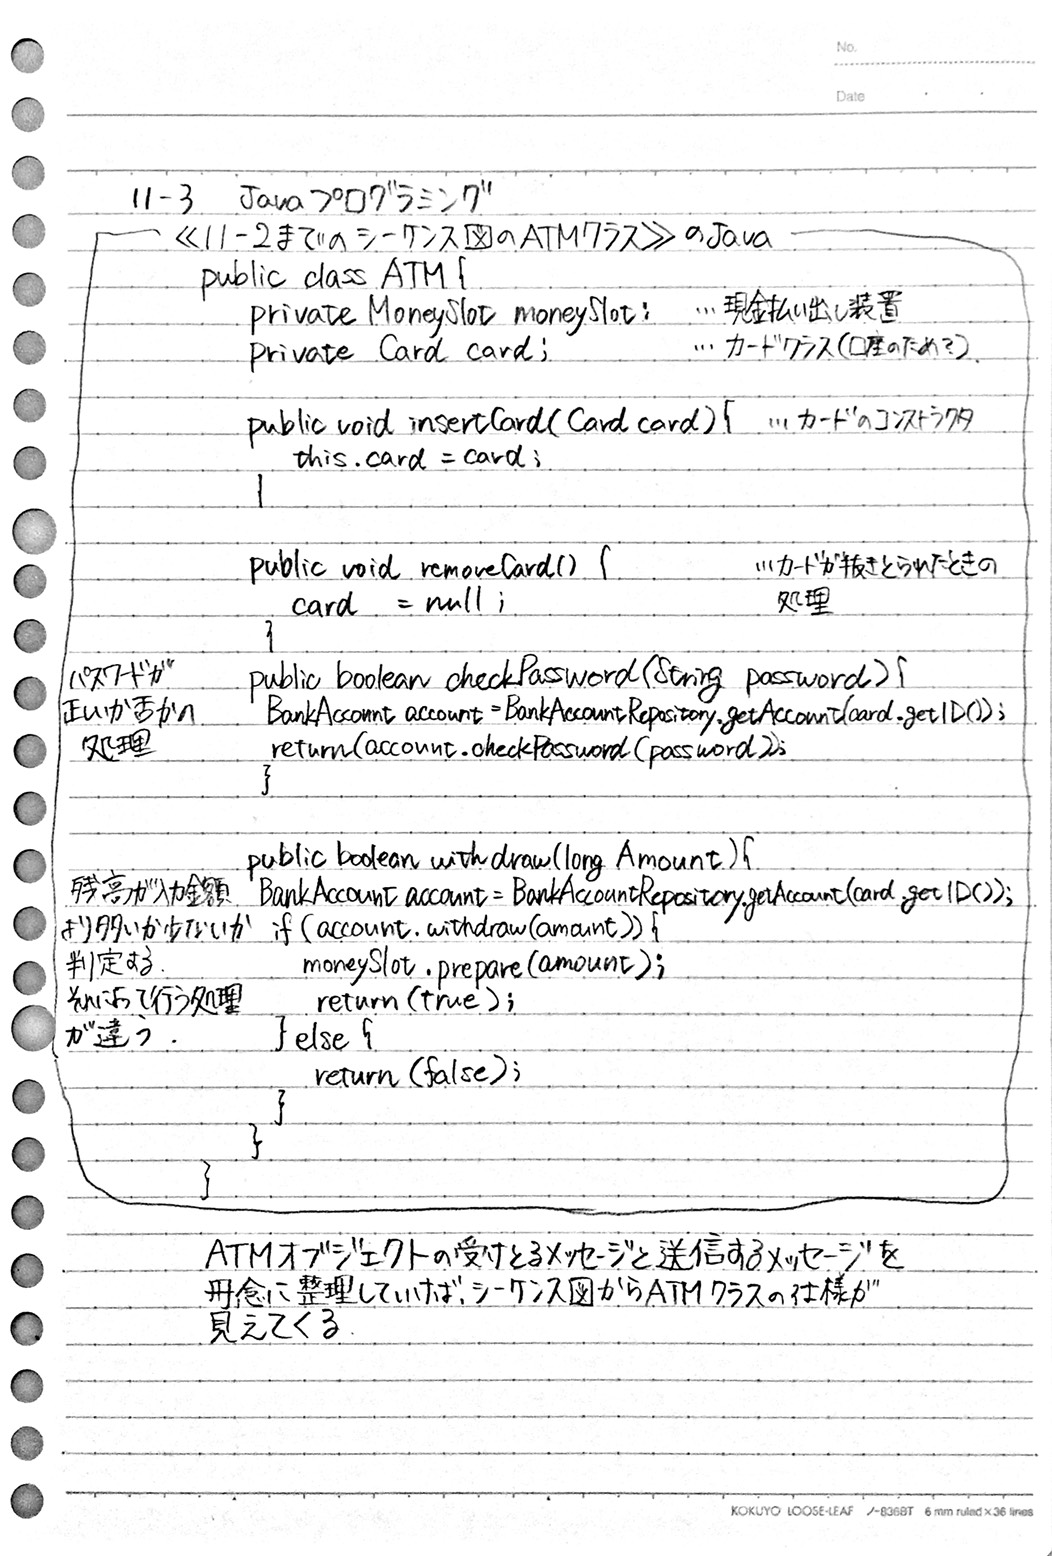 No.
Date
11-3 Javaプログラミング
≪11-2までのシーケンス図のATMクラス≫のJava
public class ATM {
private MoneySlot moneySlot; …現金払い出し装置
private Card card; …カードクラス(口座のため?).
public void insertCard(Card card){ …カードのコンストラクタ
this.card = card;
}
public void removeCard() { …カードが抜きとられたときの
card = null; 処理
}
パスワードが public boolean checkPassword(String password){
正いか否かの BankAccount account = BankAccountRepository.getAccount(card.getID());
処理 return(account.checkPassword(password));
}
public boolean withdraw(long Amount){
残高が入力金額 BankAccount account = BankAccountRepository.getAccount(card.getID());
より多いか少ないか if (account.withdraw(amount)) {
判定する. moneySlot.prepare(amount);
それによって行う処理 return(true);
が違う. } else {
return (false);
}
}
}
ATMオブジェクトの受けとるメッセージと送信するメッセージを
丹念に整理していけば、シーケンス図からATMクラスの仕様が
見えてくる.
KOKUYO LOOSE-LEAF ノ-836BT 6 mm ruled×36 lines